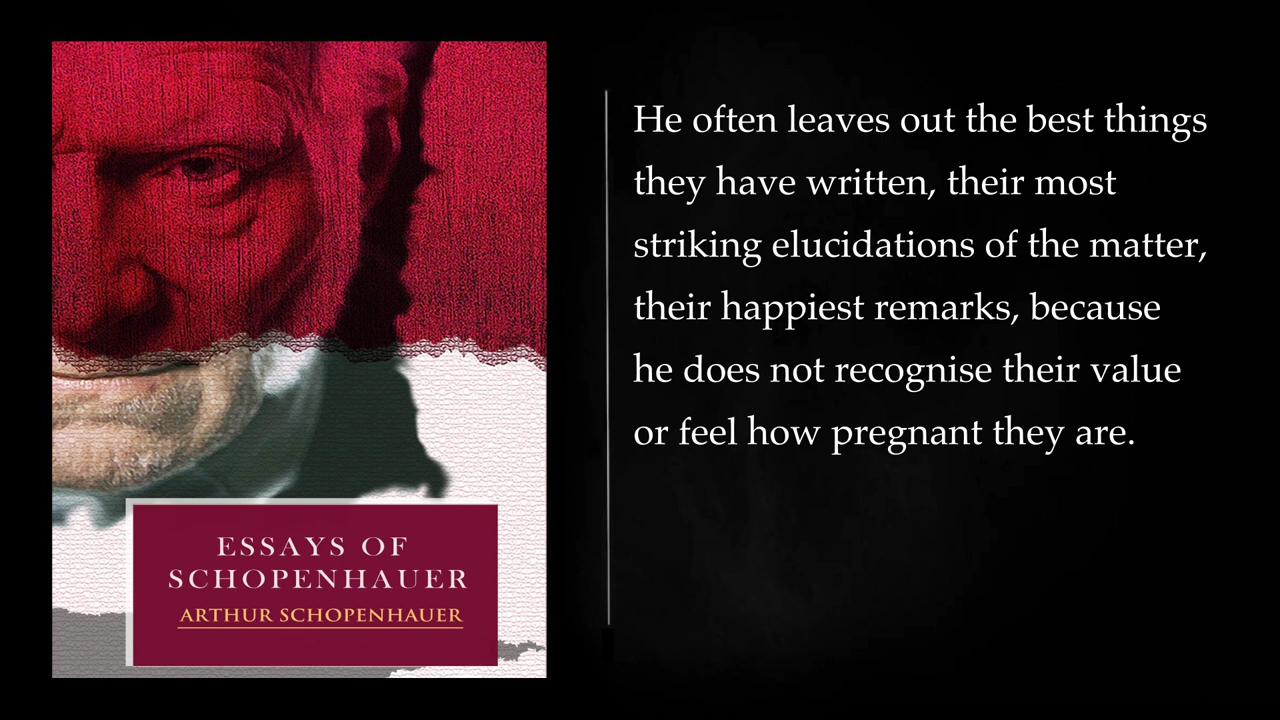 ESSAYS OF
SCHOPENHAUER
ARTHUR SCHOPENHAUER
He often leaves out the best things
they have written, their most
striking elucidations of the matter,
their happiest remarks, because
he does not recognise their value
or feel how pregnant they are.